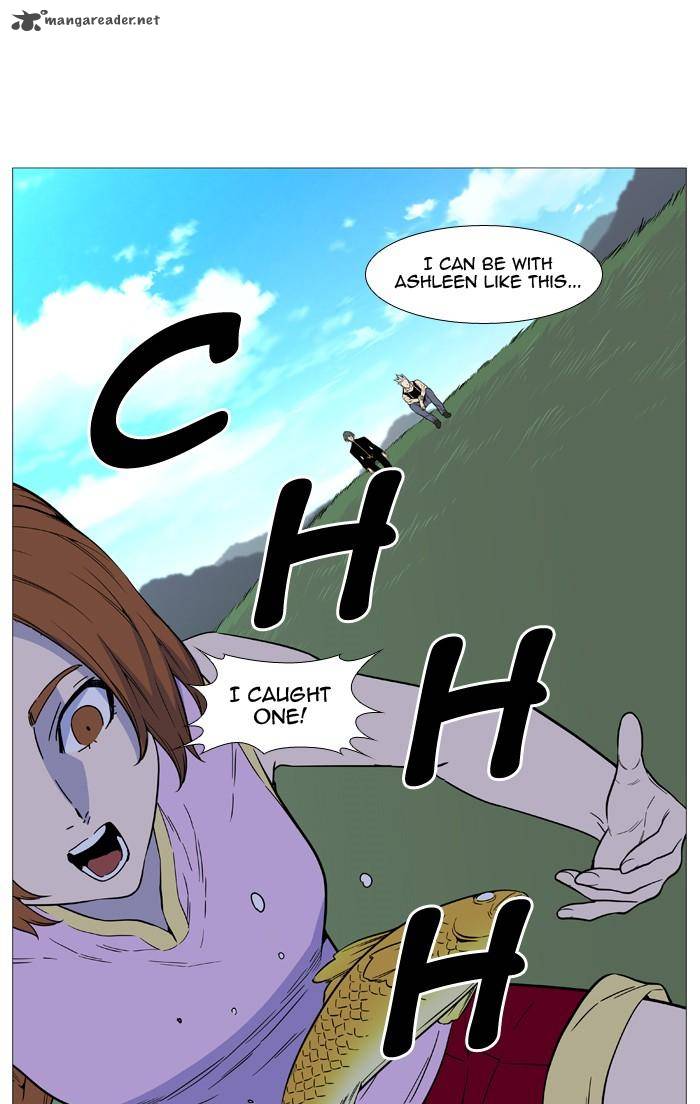 mangareader.net
I CAN BE WITH
ASHLEEN LIKE THIS...
C
H
H
I CAUGHT
ONE!
H